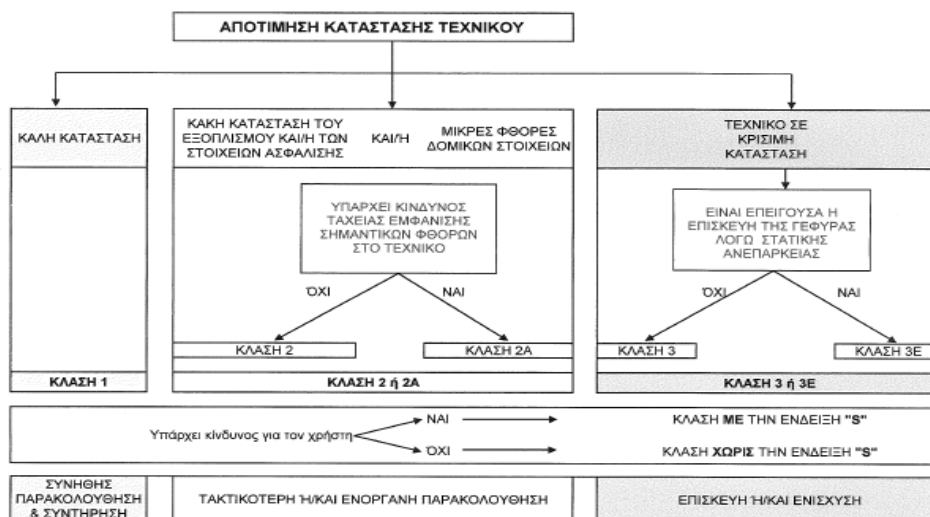 ΑΠΟΤΙΜΗΣΗ ΚΑΤΑΣΤΑΣΗΣ ΤΕΧΝΙΚΟΥ
ΚΑΛΗ ΚΑΤΑΣΤΑΣΗ
ΚΑΚΗ ΚΑΤΑΣΤΑΣΗ ΤΟΥ
ΕΞΟΠΛΙΣΜΟΥ ΚΑΙ/Η ΤΩΝ
ΣΤΟΙΧΕΙΩΝ ΑΣΦΑΛΙΣΗΣ
ΚΑΙ/Η
ΜΙΚΡΕΣ ΦΘΟΡΕΣ
ΔΟΜΙΚΩΝ ΣΤΟΙΧΕΙΩΝ
ΤΕΧΝΙΚΟ ΣΕ
ΚΡΙΣΙΜΗ
ΚΑΤΑΣΤΑΣΗ
ΥΠΑΡΧΕΙ ΚΙΝΔΥΝΟΣ
ΤΑΧΕΙΑΣ ΕΜΦΑΝΙΣΗΣ
ΣΗΜΑΝΤΙΚΩΝ ΦΘΟΡΩΝ
ΣΤΟ ΤΕΧΝΙΚΟ
ΕΙΝΑΙ ΕΠΕΙΓΟΥΣΑ Η
ΕΠΙΣΚΕΥΗ ΤΗΣ ΓΕΦΥΡΑΣ
ΛΟΓΩ ΣΤΑΤΙΚΗΣ
ΑΝΕΠΑΡΚΕΙΑΣ
ΌΧΙ
ΝΑΙ
ΌΧΙ
ΝΑΙ
ΚΛΑΣΗ 2
ΚΛΑΣΗ 2Α
ΚΛΑΣΗ 3
ΚΛΑΣΗ 3Ε
ΚΛΑΣΗ 1
ΚΛΑΣΗ 2 ή 2Α
ΚΛΑΣΗ 3 ή 3Ε
Υπάρχει κίνδυνος για τον χρήστη
ΝΑΙ
ΚΛΑΣΗ ΜΕ ΤΗΝ ΕΝΔΕΙΞΗ "S"
ΌΧΙ
ΚΛΑΣΗ ΧΩΡΙΣ ΤΗΝ ΕΝΔΕΙΞΗ "S"
ΣΥΝΗΘΗΣ
ΠΑΡΑΚΟΛΟΥΘΗΣΗ
& ΣΥΝΤΗΡΗΣΗ
ΤΑΚΤΙΚΟΤΕΡΗ Ή/ΚΑΙ ΕΝΟΡΓΑΝΗ ΠΑΡΑΚΟΛΟΥΘΗΣΗ
ΕΠΙΣΚΕΥΗ Ή/ΚΑΙ ΕΝΙΣΧΥΣΗ